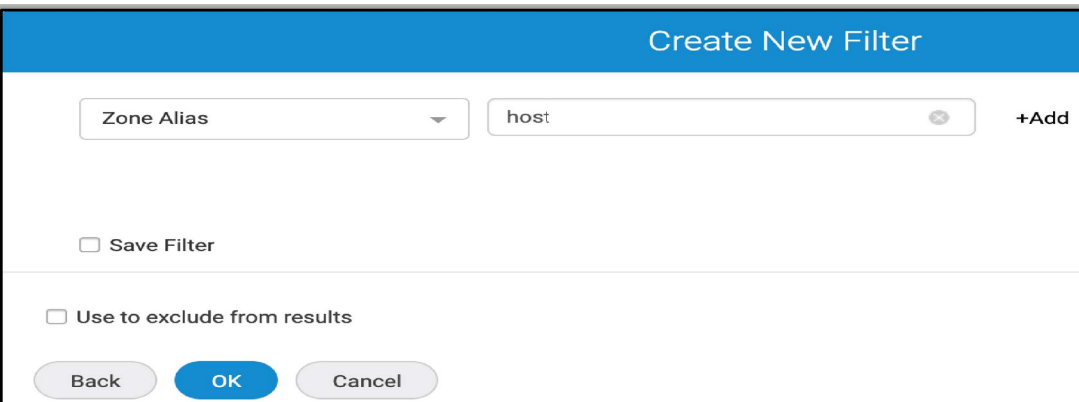 Create New Filter
Zone Alias host +Add
Save Filter
Use to exclude from results
Back OK Cancel